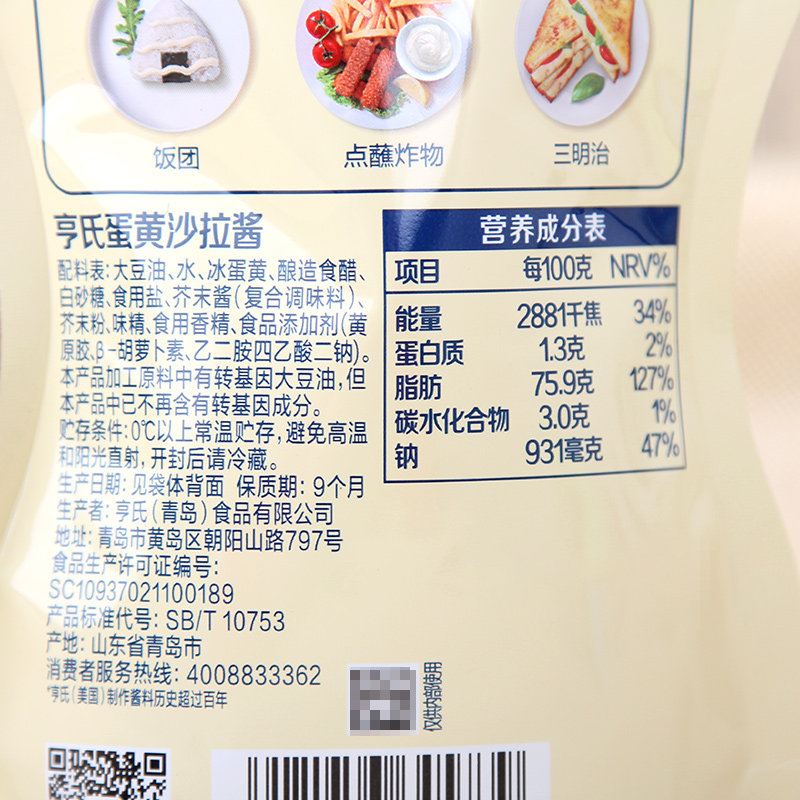 饭团
点蘸炸物
三明治
亨氏蛋黄沙拉酱
配料表:大豆油、水、冰蛋黄、酿造食醋、
白砂糖、食用盐、芥末酱(复合调味料)、
芥末粉、味精、食用香精、食品添加剂(黄
原胶、β-胡萝卜素、乙二胺四乙酸二钠)。
本产品加工原料中有转基因大豆油,但
本产品中已不再含有转基因成分。
贮存条件:0℃以上常温贮存,避免高温
和阳光直射,开封后请冷藏。
生产日期: 见袋体背面 保质期: 9个月
生产者: 亨氏(青岛)食品有限公司
地址: 青岛市黄岛区朝阳山路797号
食品生产许可证编号:
SC10937021100189
产品标准代号: SB/T 10753
产地: 山东省青岛市
消费者服务热线: 4008833362
*亨氏(美国)制作酱料历史超过百年
营养成分表
项目 每100克 NRV%
能量 2881千焦 34%
蛋白质 1.3克 2%
脂肪 75.9克 127%
碳水化合物 3.0克 1%
钠 931毫克 47%
仅供内部使用